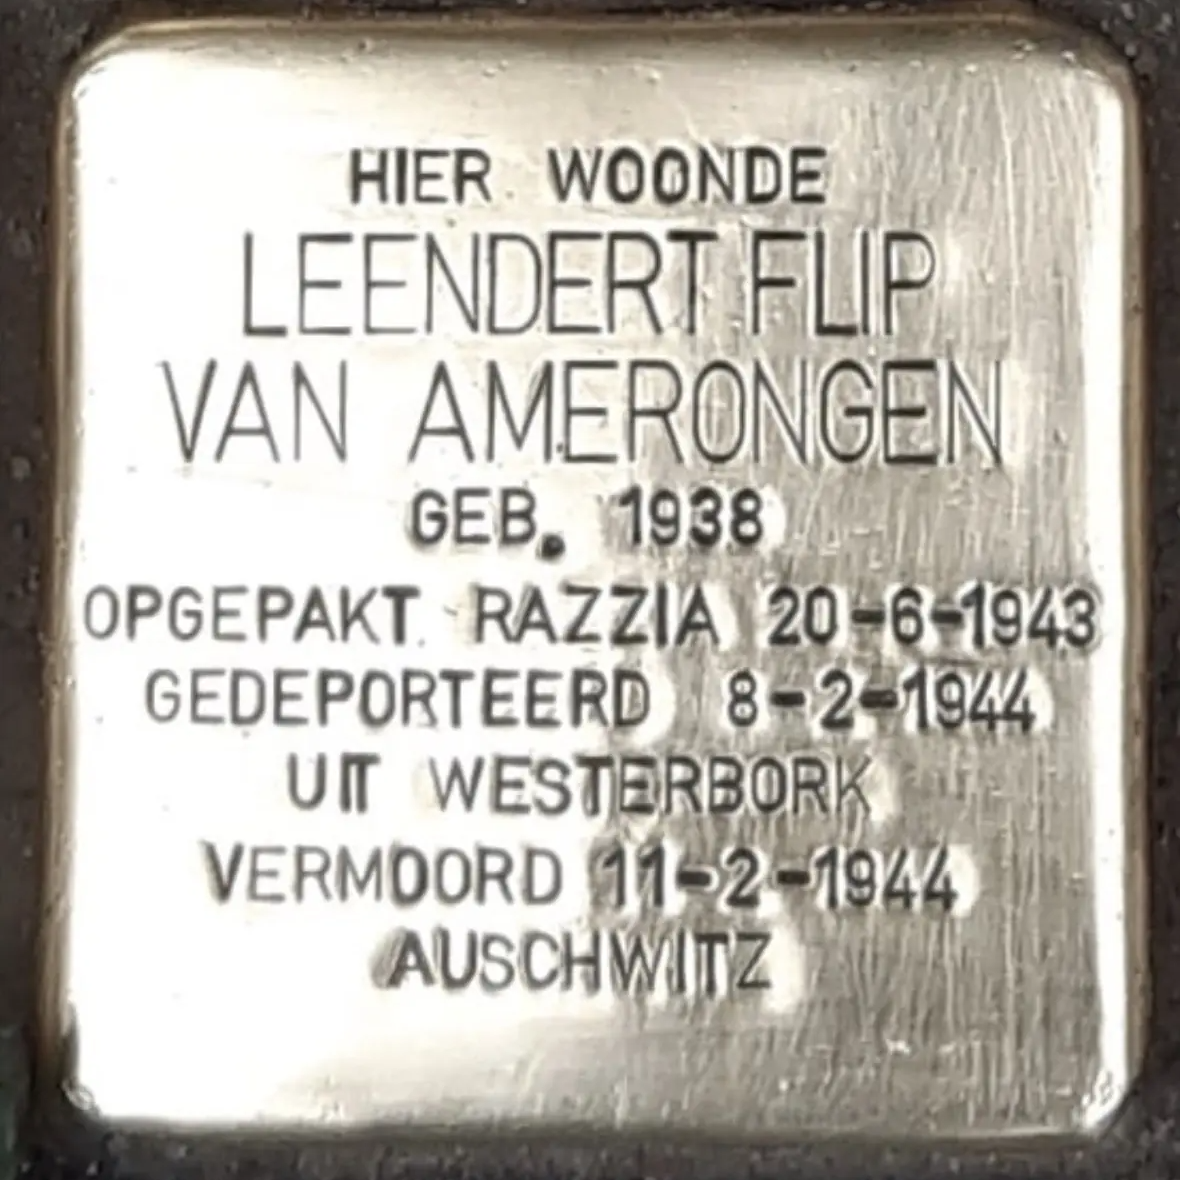 HIER WOONDE
LEENDERT FLIP
VAN AMERONGEN
GEB. 1938
OPGEPAKT RAZZIA 20-6-1943
GEDEPORTEERD 8-2-1944
UIT WESTERBORK
VERMOORD 11-2-1944
AUSCHWITZ